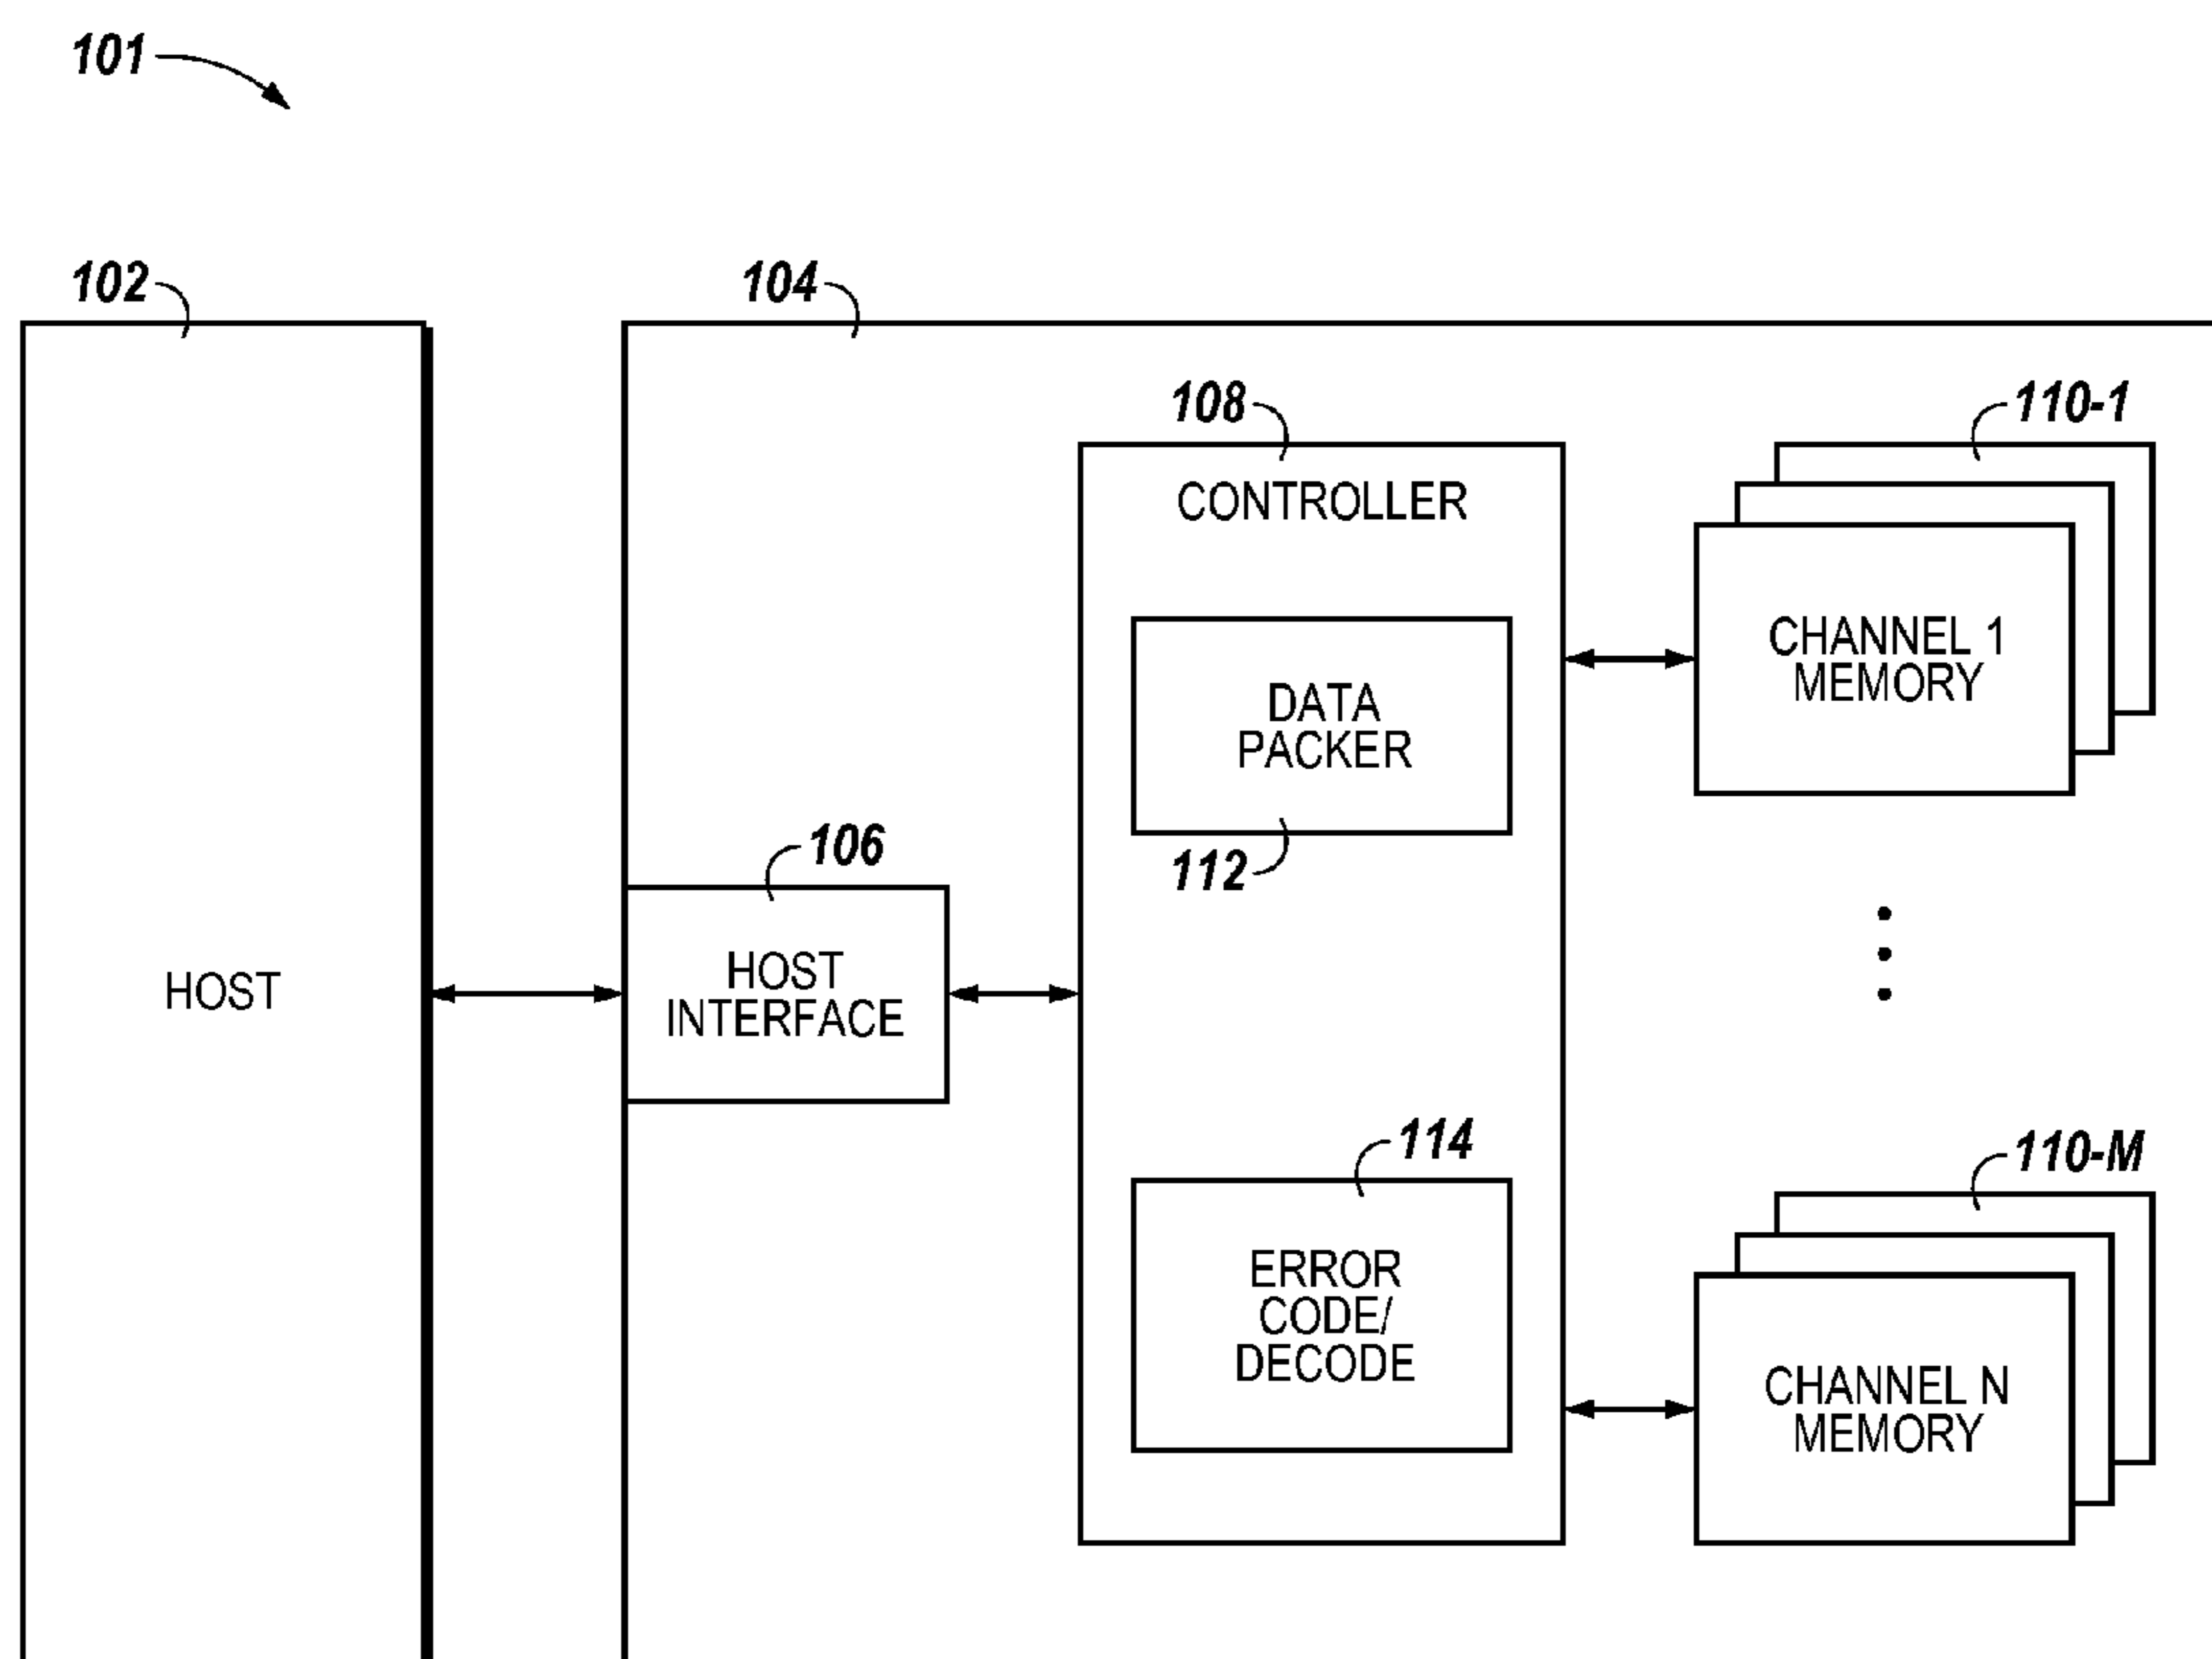 101
102
104
108
110-1
CONTROLLER
CHANNEL 1
MEMORY
DATA
PACKER
112
106
HOST
HOST
INTERFACE
114
110-M
ERROR
CODE/
DECODE
CHANNEL N
MEMORY